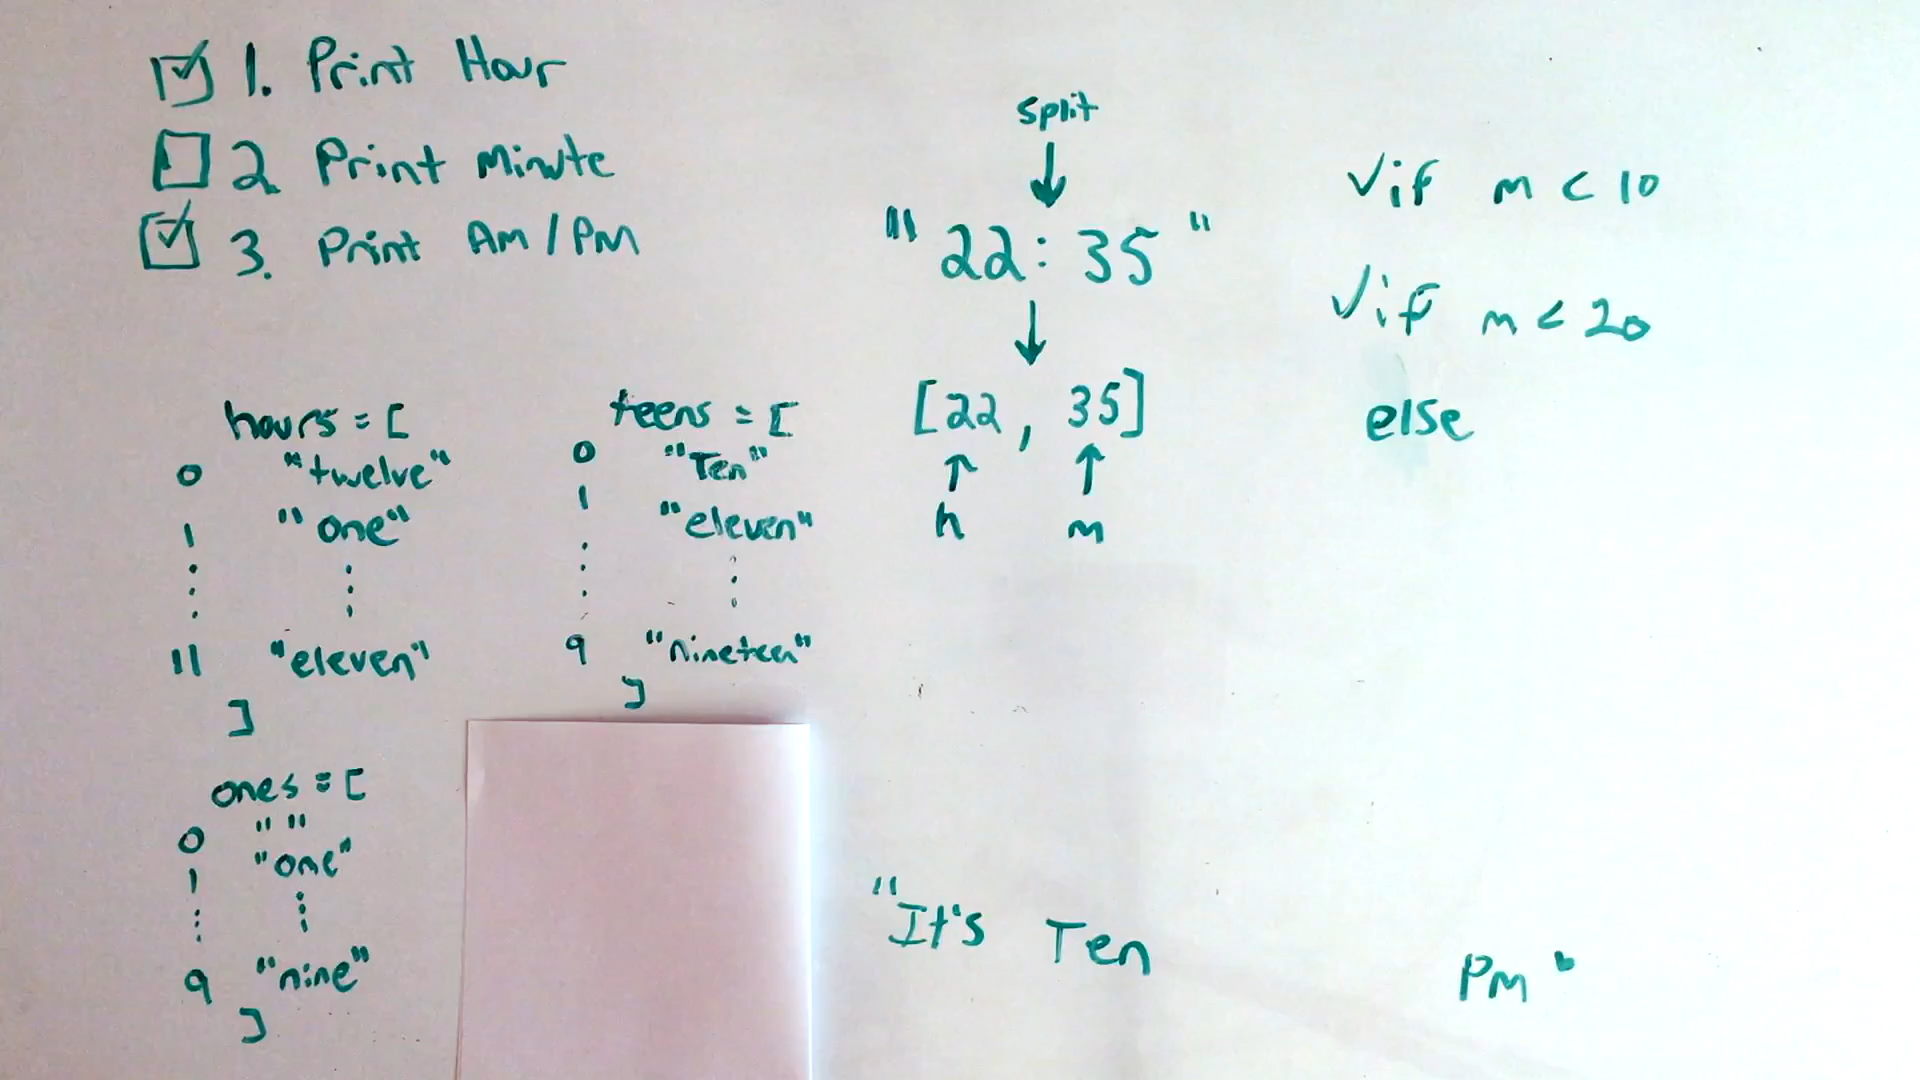 1. Print Hour
2 Print Minute
3. Print AM / PM
hours = [
0 "twelve"
1 "one"
11 "eleven"
]
teens = [
0 "Ten"
1 "eleven"
9 "nineteen"
]
ones = [
0 " "
1 "one"
9 "nine"
]
split
"22:35"
[22, 35]
h m
√ if m < 10
√ if m < 20
else
"It's Ten PM"